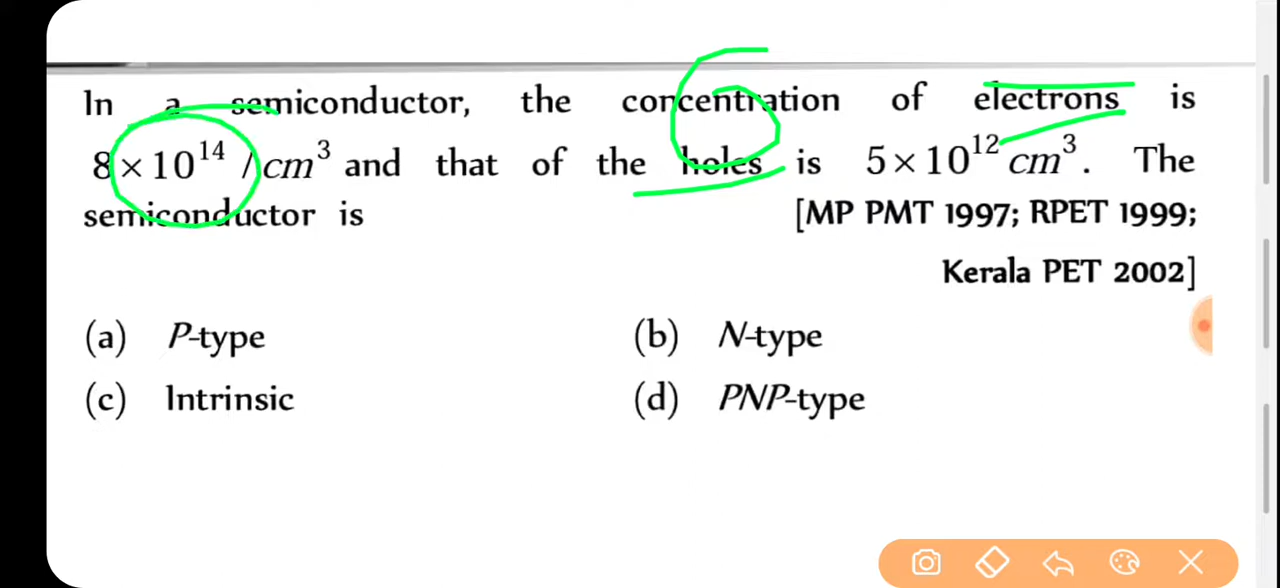 In a semiconductor, the concentration of electrons is
8×10¹⁴ / cm³ and that of the holes is 5×10¹² cm³. The
semiconductor is [MP PMT 1997; RPET 1999;
Kerala PET 2002]
(a) P-type (b) N-type
(c) Intrinsic (d) PNP-type